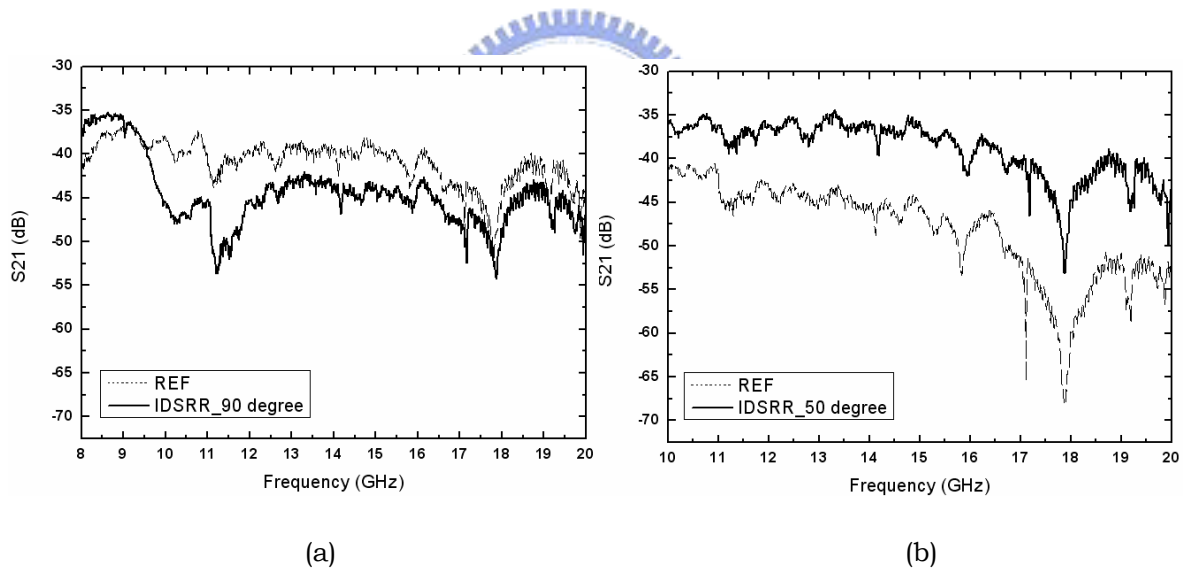 -30
-35
-40
-45
-50
-55
-60
-65
-70
S21 (dB)
REF
IDSRR_90 degree
8 9 10 11 12 13 14 15 16 17 18 19 20
Frequency (GHz)
(a)
-30
-35
-40
-45
-50
-55
-60
-65
-70
S21 (dB)
REF
IDSRR_50 degree
10 11 12 13 14 15 16 17 18 19 20
Frequency (GHz)
(b)